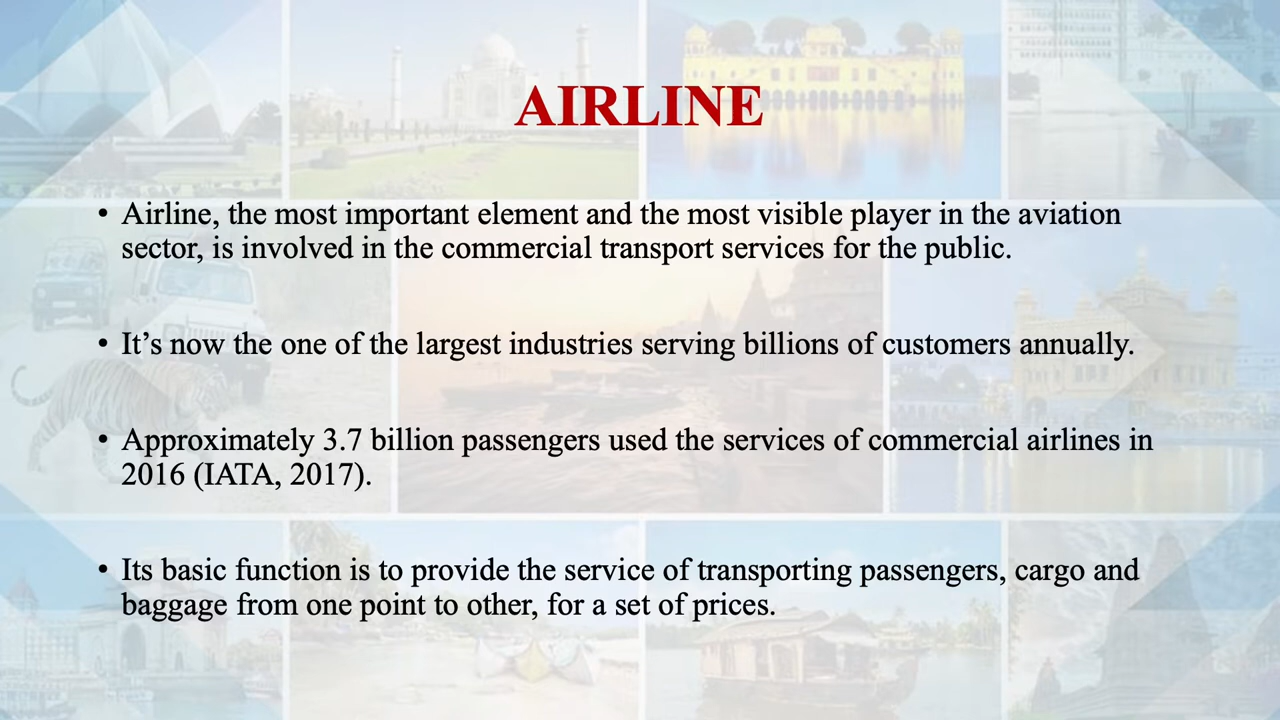 AIRLINE
• Airline, the most important element and the most visible player in the aviation
sector, is involved in the commercial transport services for the public.
• It’s now the one of the largest industries serving billions of customers annually.
• Approximately 3.7 billion passengers used the services of commercial airlines in
2016 (IATA, 2017).
• Its basic function is to provide the service of transporting passengers, cargo and
baggage from one point to other, for a set of prices.